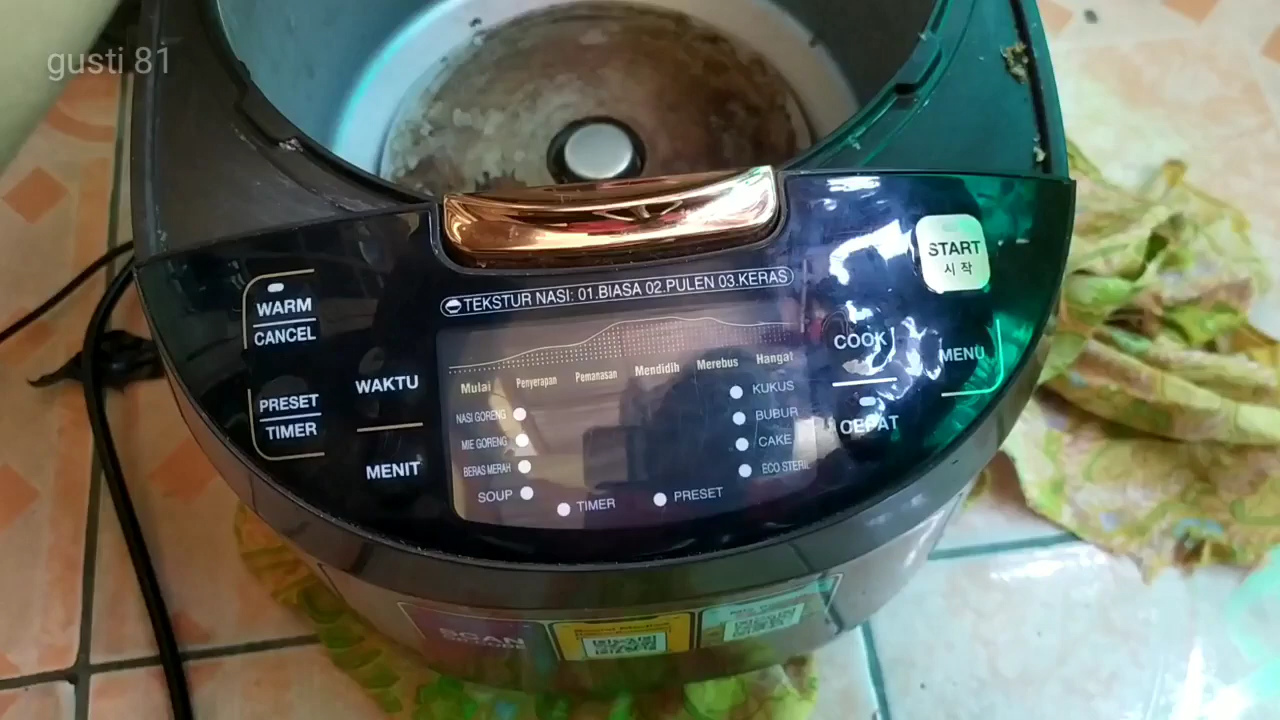 gusti 81
TEKSTUR NASI: 01.BIASA 02.PULEN 03.KERAS
START
시작
WARM
CANCEL
PRESET
TIMER
WAKTU
MENIT
Mulai Penyerapan Pemanasan Mendidih Merebus Hangat
NASI GORENG
MIE GORENG
BERAS MERAH
SOUP
TIMER
PRESET
KUKUS
BUBUR
CAKE
ECO STERIL
COOK
CEPAT
MENU
SCAN